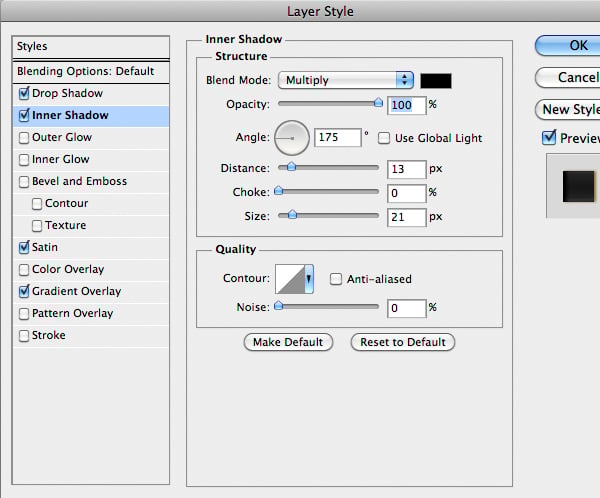 Layer Style
Styles
Blending Options: Default
Drop Shadow
Inner Shadow
Outer Glow
Inner Glow
Bevel and Emboss
Contour
Texture
Satin
Color Overlay
Gradient Overlay
Pattern Overlay
Stroke
Inner Shadow
Structure
Blend Mode: Multiply
Opacity: 100 %
Angle: 175 ° Use Global Light
Distance: 13 px
Choke: 0 %
Size: 21 px
Quality
Contour: Anti-aliased
Noise: 0 %
Make Default Reset to Default
OK
Cancel
New Style
Preview